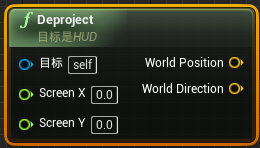 f Deproject
目标是HUD
目标 self World Position
World Direction
Screen X 0.0
Screen Y 0.0